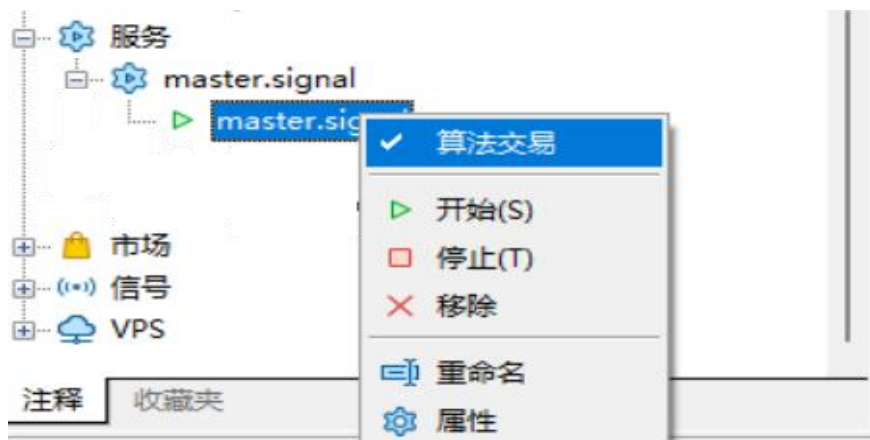 服务
master.signal
master.sig
算法交易
开始(S)
停止(T)
移除
市场
信号
VPS
重命名
属性
注释
收藏夹